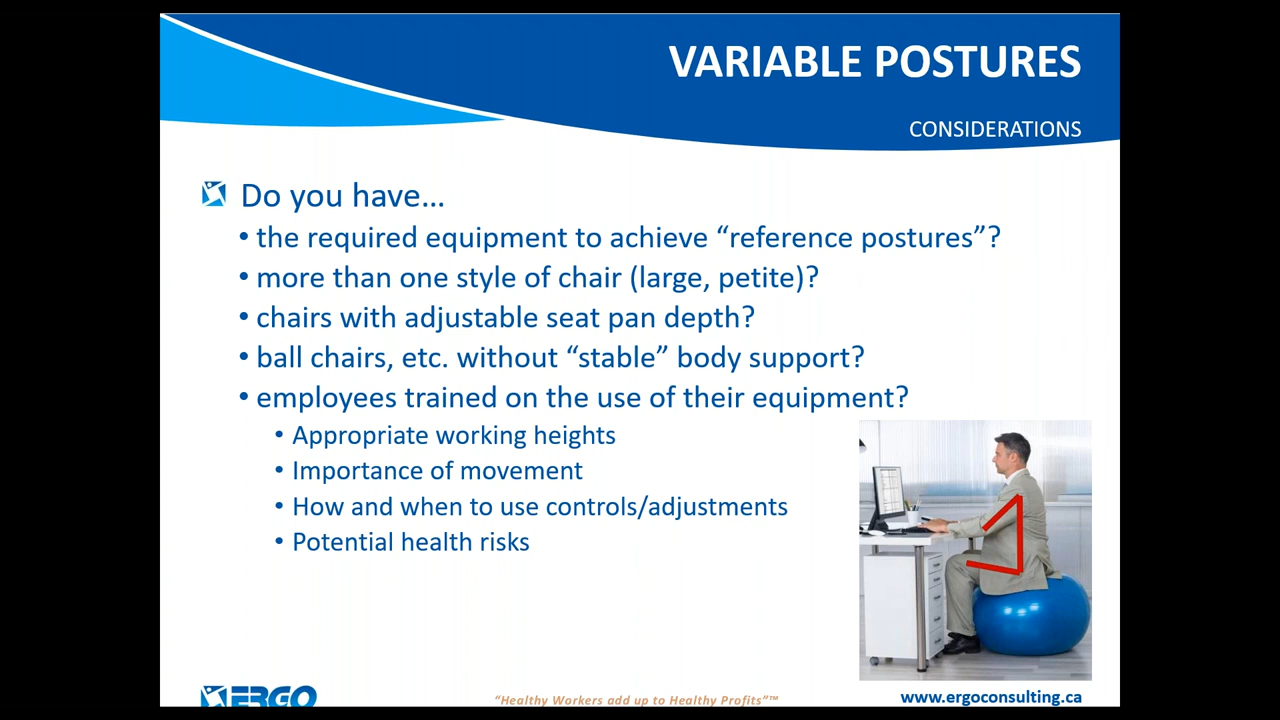 VARIABLE POSTURES
CONSIDERATIONS
Do you have…
• the required equipment to achieve “reference postures”?
• more than one style of chair (large, petite)?
• chairs with adjustable seat pan depth?
• ball chairs, etc. without “stable” body support?
• employees trained on the use of their equipment?
• Appropriate working heights
• Importance of movement
• How and when to use controls/adjustments
• Potential health risks
ERGO
“Healthy Workers add up to Healthy Profits”™
www.ergoconsulting.ca